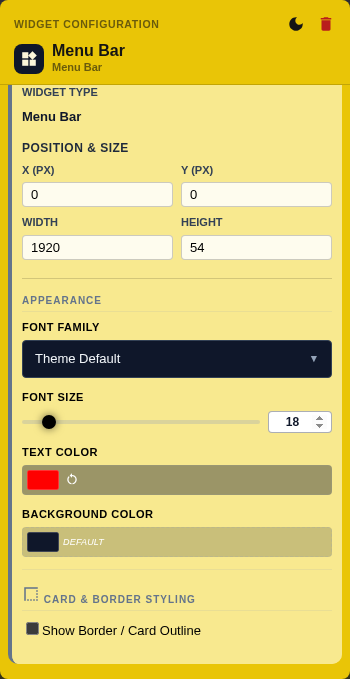 WIDGET CONFIGURATION
Menu Bar
Menu Bar
WIDGET TYPE
Menu Bar
POSITION & SIZE
X (PX) Y (PX)
0 0
WIDTH HEIGHT
1920 54
APPEARANCE
FONT FAMILY
Theme Default
FONT SIZE
18
TEXT COLOR
BACKGROUND COLOR
DEFAULT
CARD & BORDER STYLING
Show Border / Card Outline